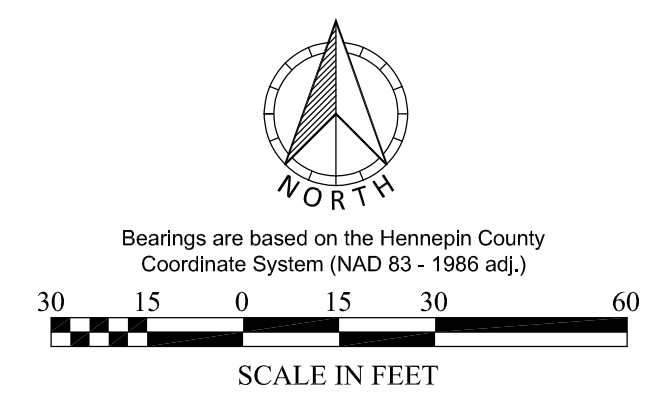 NORTH
Bearings are based on the Hennepin County
Coordinate System (NAD 83 - 1986 adj.)
30 15 0 15 30 60
SCALE IN FEET